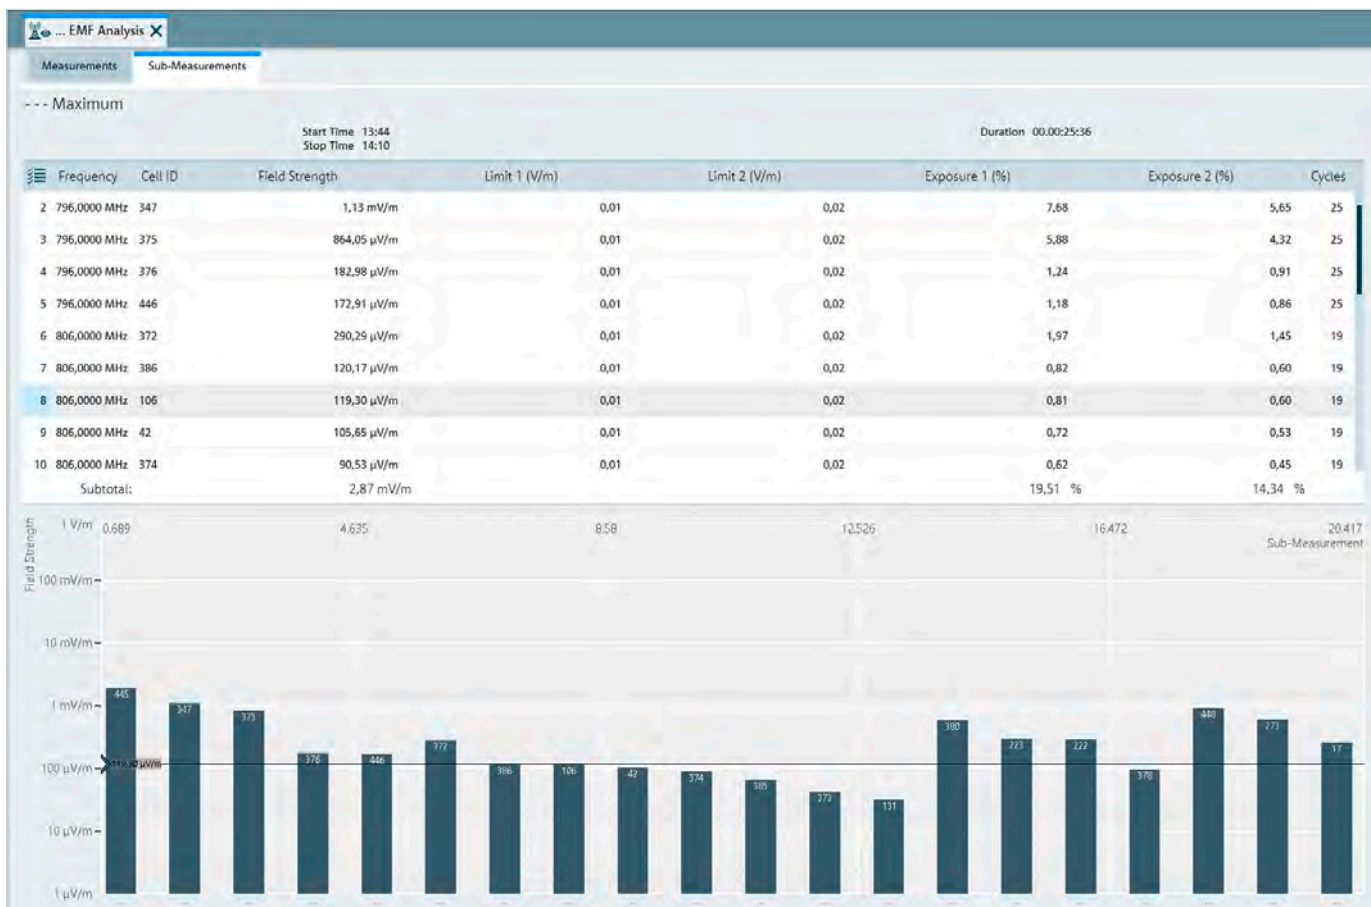 ... EMF Analysis
Measurements Sub-Measurements
- - - Maximum
Start Time 13:44 Duration 00.00:25:36
Stop Time 14:10
Frequency Cell ID Field Strength Limit 1 (V/m) Limit 2 (V/m) Exposure 1 (%) Exposure 2 (%) Cycles
2 796,0000 MHz 347 1,13 mV/m 0,01 0,02 7,68 5,65 25
3 796,0000 MHz 375 864,05 µV/m 0,01 0,02 5,88 4,32 25
4 796,0000 MHz 376 182,98 µV/m 0,01 0,02 1,24 0,91 25
5 796,0000 MHz 446 172,91 µV/m 0,01 0,02 1,18 0,86 25
6 806,0000 MHz 372 290,29 µV/m 0,01 0,02 1,97 1,45 19
7 806,0000 MHz 386 120,17 µV/m 0,01 0,02 0,82 0,60 19
8 806,0000 MHz 106 119,30 µV/m 0,01 0,02 0,81 0,60 19
9 806,0000 MHz 42 105,65 µV/m 0,01 0,02 0,72 0,53 19
10 806,0000 MHz 374 90,53 µV/m 0,01 0,02 0,62 0,45 19
Subtotal: 2,87 mV/m 19,51 % 14,34 %
Field Strength
1 V/m 0.689 4.635 8.58 12.526 16.472 20.417
Sub-Measurement
100 mV/m
10 mV/m
1 mV/m
100 µV/m
10 µV/m
1 µV/m
119,30 µV/m
445 347 375 376 446 372 386 106 42 374 385 373 131 380 223 222 378 448 273 17